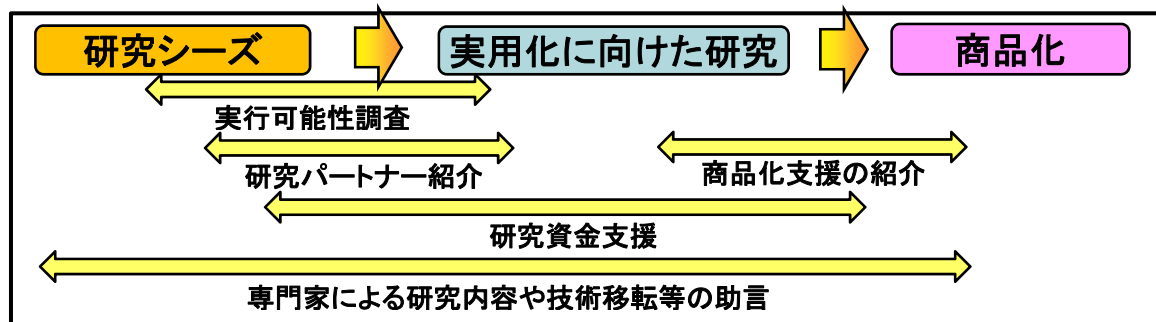 研究シーズ
実用化に向けた研究
商品化
実行可能性調査
研究パートナー紹介
商品化支援の紹介
研究資金支援
専門家による研究内容や技術移転等の助言